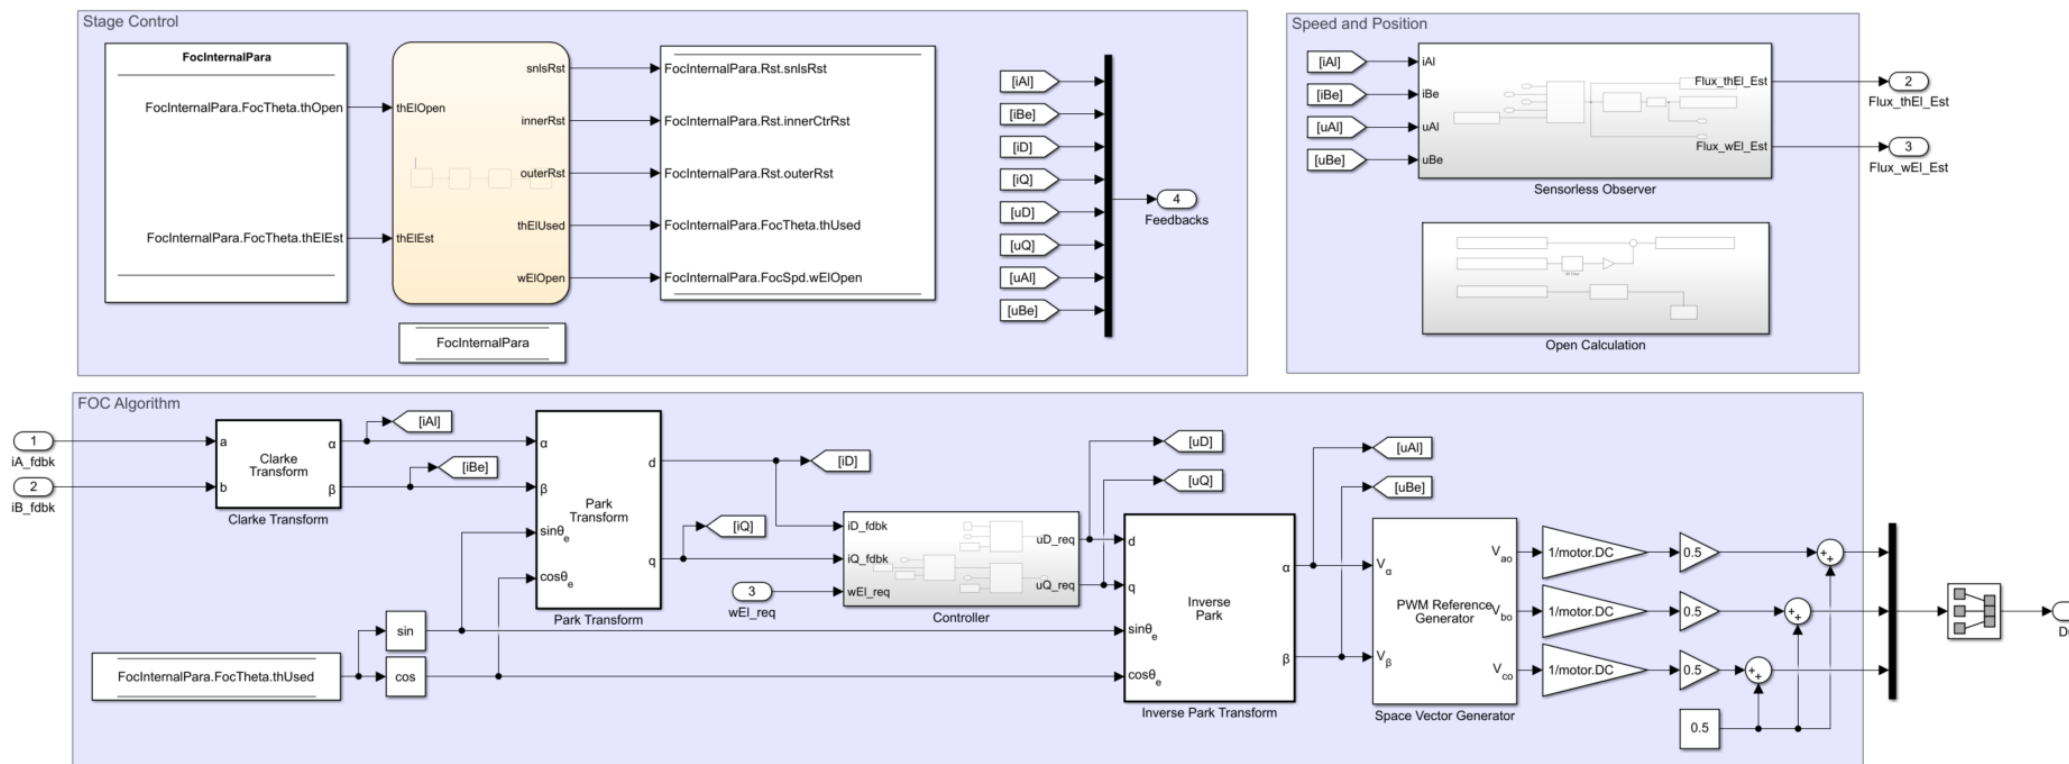 Stage Control
FocInternalPara
FocInternalPara.FocTheta.thOpen
FocInternalPara.FocTheta.thElEst
thElOpen
thElEst
snlsRst
innerRst
outerRst
thElUsed
wElOpen
FocInternalPara.Rst.snlsRst
FocInternalPara.Rst.innerCtrRst
FocInternalPara.Rst.outerRst
FocInternalPara.FocTheta.thUsed
FocInternalPara.FocSpd.wElOpen
FocInternalPara
[iAl]
[iBe]
[iD]
[iQ]
[uD]
[uQ]
[uAl]
[uBe]
4
Feedbacks
Speed and Position
[iAl]
[iBe]
[uAl]
[uBe]
iAl
iBe
uAl
uBe
Flux_thEl_Est
Flux_wEl_Est
Sensorless Observer
2
Flux_thEl_Est
3
Flux_wEl_Est
Open Calculation
FOC Algorithm
1
iA_fdbk
2
iB_fdbk
a
b
Clarke
Transform
α
β
Clarke Transform
[iAl]
[iBe]
α
β
sinθe
cosθe
Park
Transform
d
q
Park Transform
[iD]
[iQ]
3
wEl_req
iD_fdbk
iQ_fdbk
wEl_req
uD_req
uQ_req
Controller
[uD]
[uQ]
FocInternalPara.FocTheta.thUsed
sin
cos
d
q
sinθe
cosθe
Inverse
Park
α
β
Inverse Park Transform
[uAl]
[uBe]
Vα
Vβ
PWM Reference
Generator
Vao
Vbo
Vco
Space Vector Generator
1/motor.DC
1/motor.DC
1/motor.DC
0.5
0.5
0.5
0.5
++
++
++